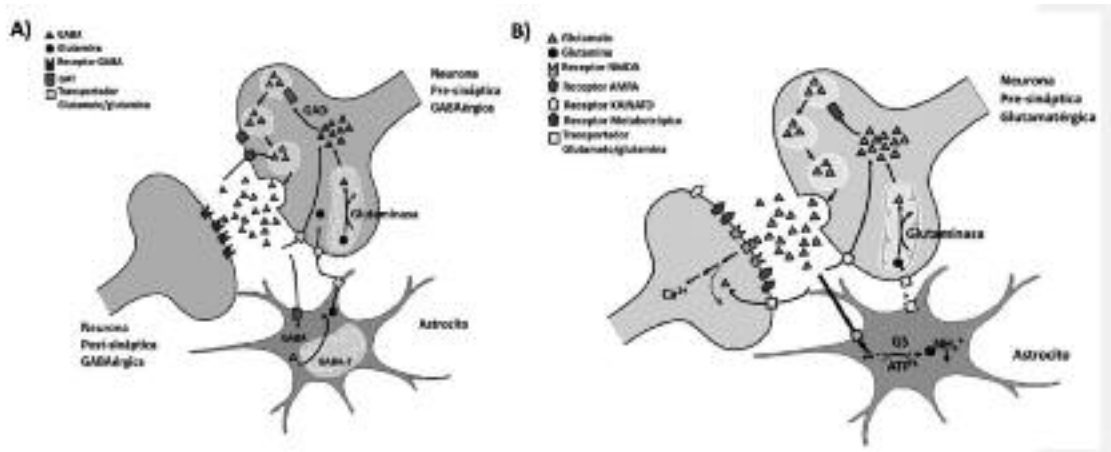 A)
GABA
Glutamina
Receptor GABA
GAT
Transportador
Glutamato/glutamina
GAD
Neurona
Pre-sináptica
GABAérgica
Glutaminasa
Neurona
Post-sináptica
GABAérgica
GABA
GABA-T
Astrocito
B)
Glutamato
Glutamina
Receptor NMDA
Receptor AMPA
Receptor KAINATO
Receptor Metabotrópico
Transportador
Glutamato/glutamina
Neurona
Pre-sináptica
Glutamatérgica
Glutaminasa
Ca²⁺
GS
ATP
NH₄⁺
Astrocito